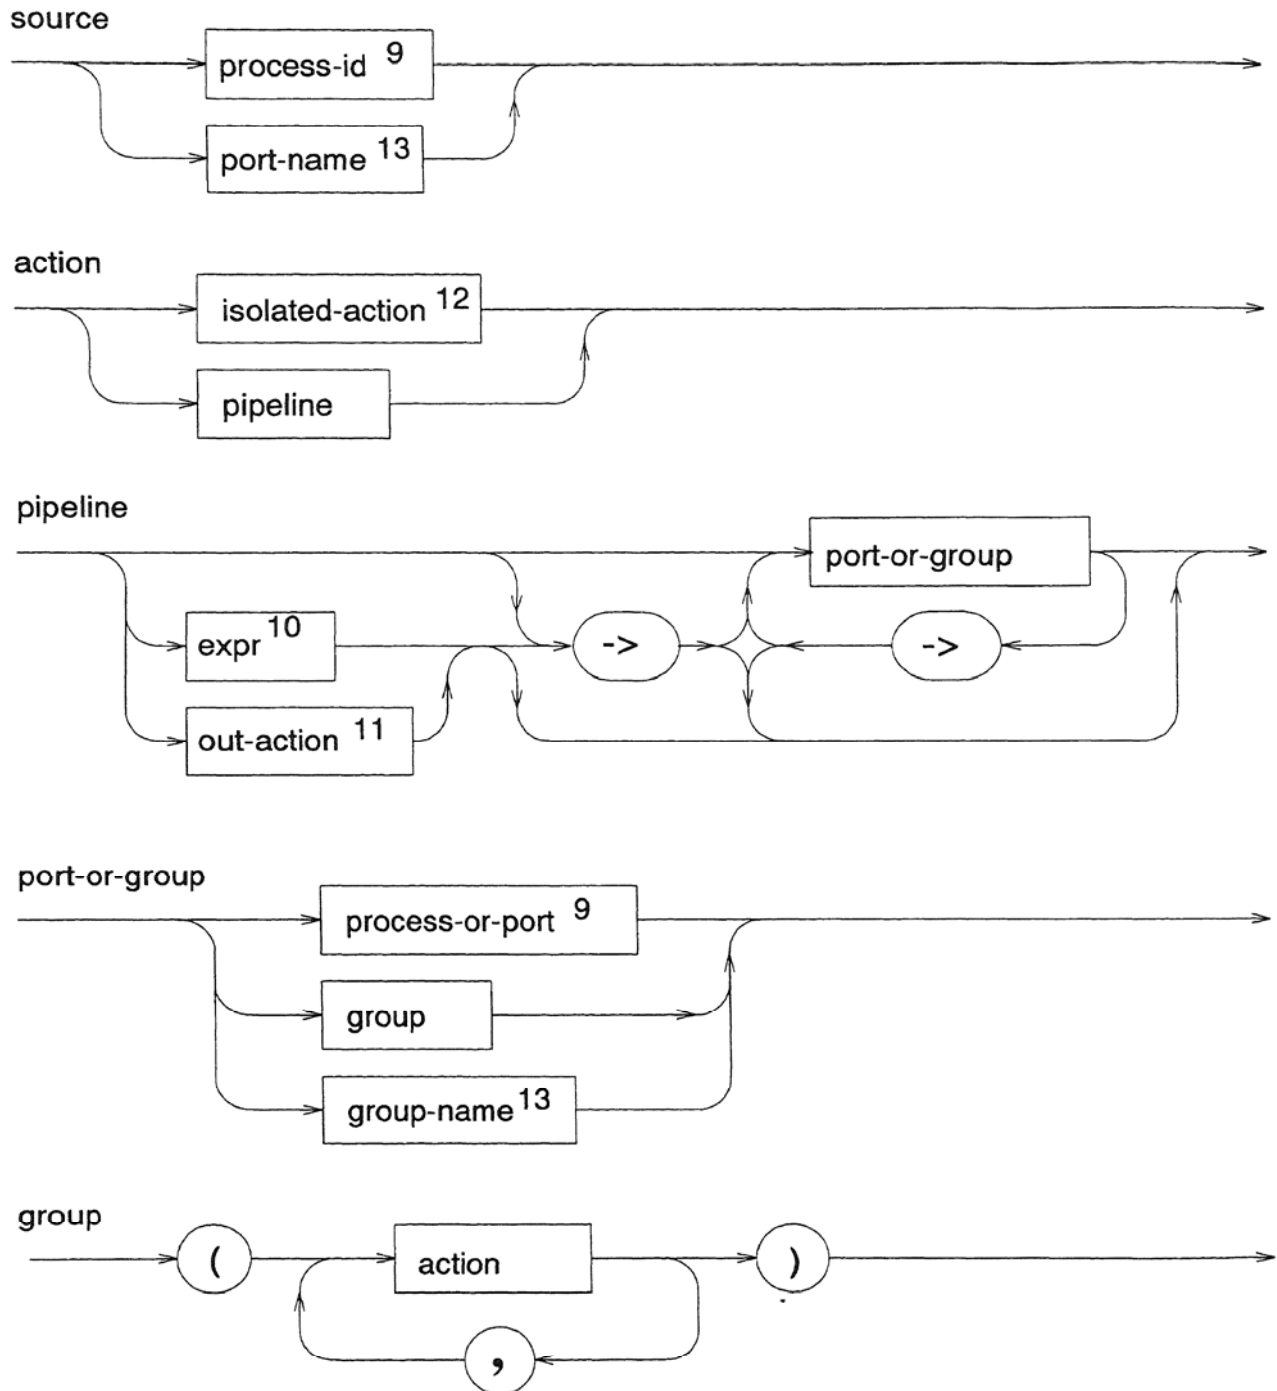 source
process-id 9
port-name 13
action
isolated-action 12
pipeline
pipeline
port-or-group
expr 10
->
->
out-action 11
port-or-group
process-or-port 9
group
group-name 13
group
( action )
,